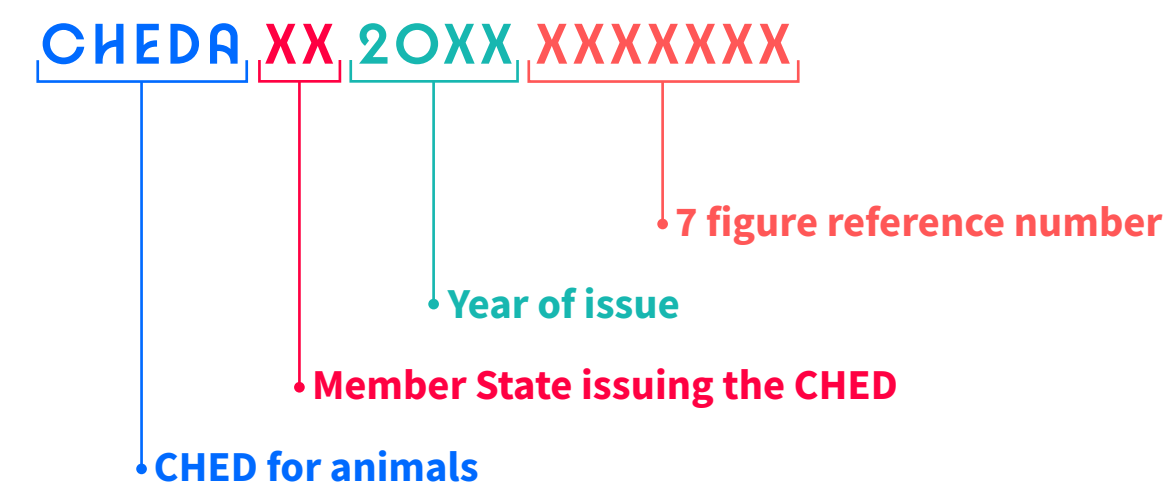 CHEDA XX 20XX XXXXXXX
7 figure reference number
Year of issue
Member State issuing the CHED
CHED for animals